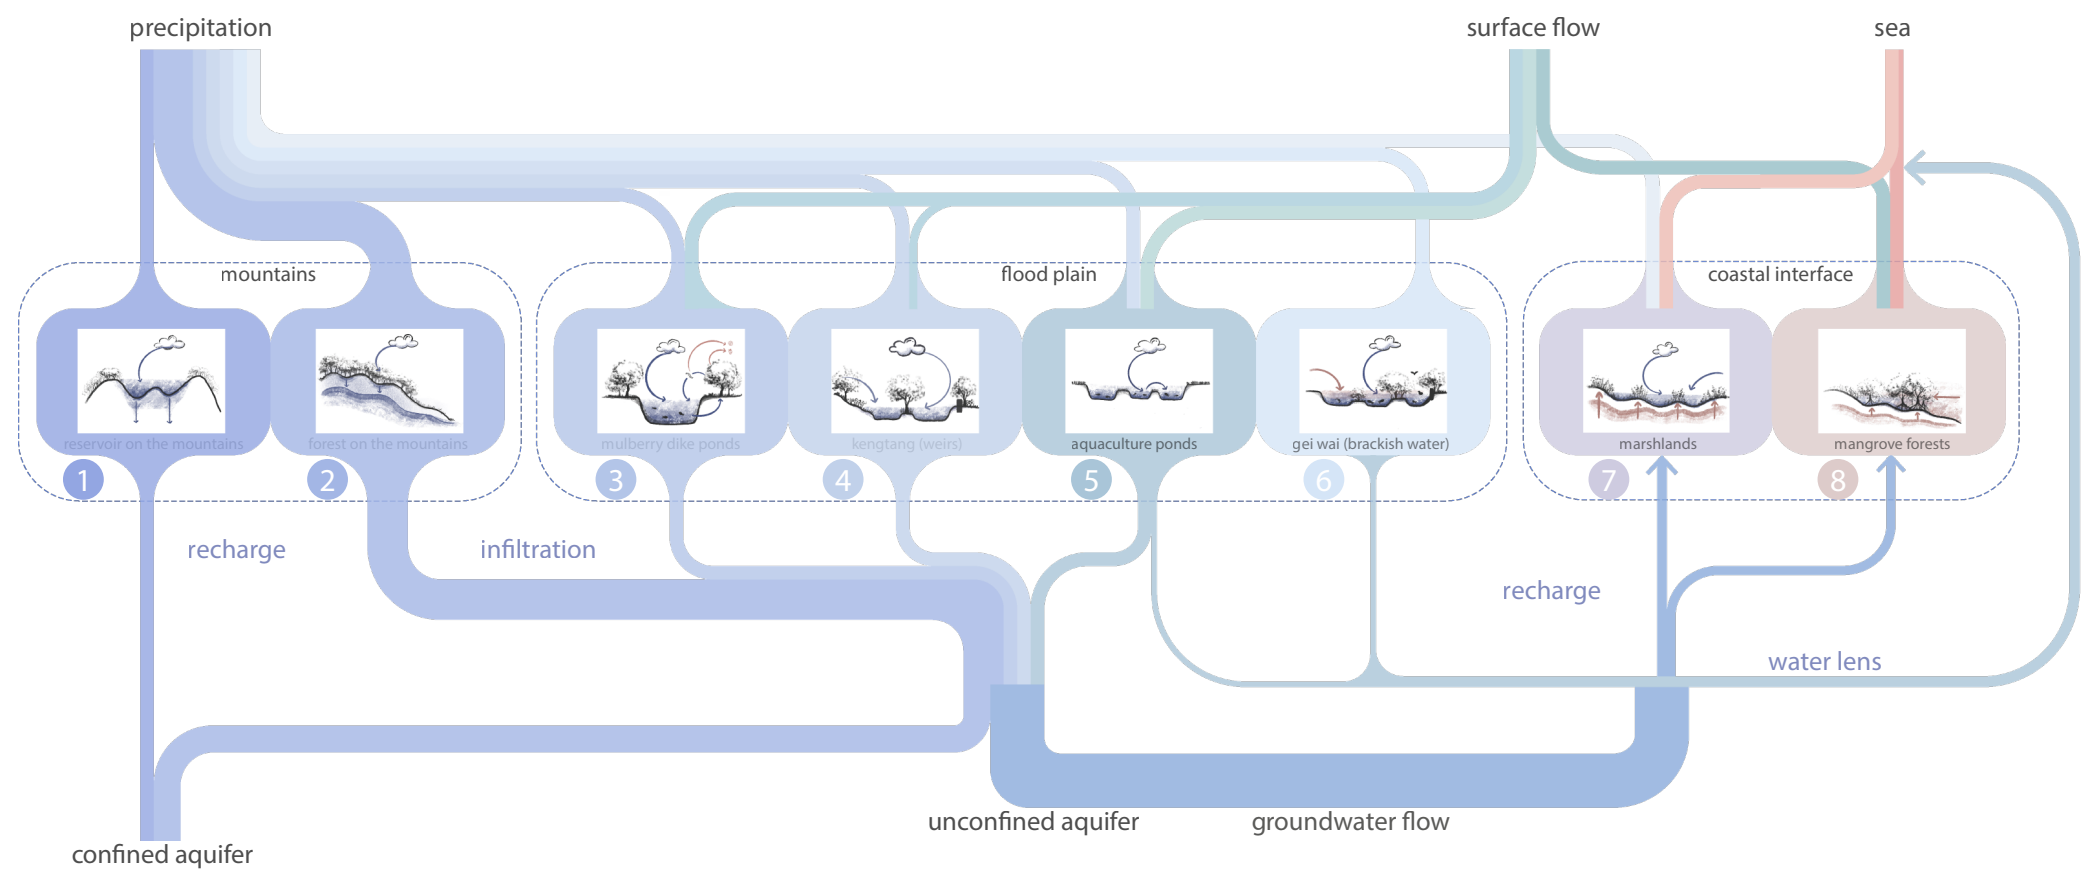 precipitation
surface flow
sea
mountains
flood plain
coastal interface
reservoir on the mountains
forest on the mountains
mulberry dike ponds
kengtang (weirs)
aquaculture ponds
gei wai (brackish water)
marshlands
mangrove forests
1
2
3
4
5
6
7
8
recharge
infiltration
recharge
water lens
unconfined aquifer
groundwater flow
confined aquifer